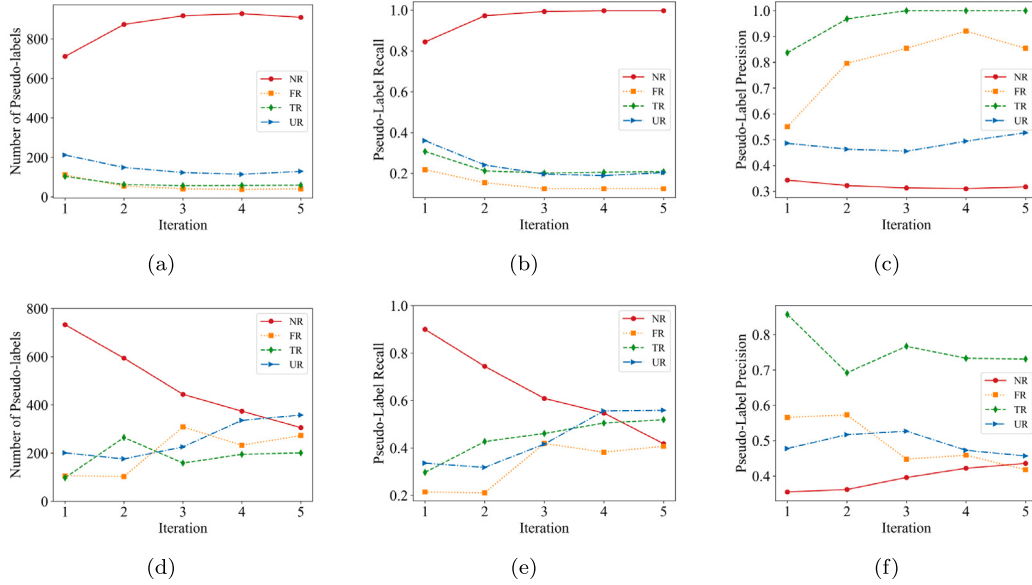 Number of Pseudo-labels
800
600
400
200
0
NR
FR
TR
UR
1 2 3 4 5
Iteration
(a)
Pseudo-Label Recall
1.0
0.8
0.6
0.4
0.2
NR
FR
TR
UR
1 2 3 4 5
Iteration
(b)
Pseudo-Label Precision
1.0
0.9
0.8
0.7
0.6
0.5
0.4
0.3
NR
FR
TR
UR
1 2 3 4 5
Iteration
(c)
Number of Pseudo-labels
800
600
400
200
0
NR
FR
TR
UR
1 2 3 4 5
Iteration
(d)
Pseudo-Label Recall
1.0
0.8
0.6
0.4
0.2
NR
FR
TR
UR
1 2 3 4 5
Iteration
(e)
Pseudo-Label Precision
0.8
0.7
0.6
0.5
0.4
NR
FR
TR
UR
1 2 3 4 5
Iteration
(f)